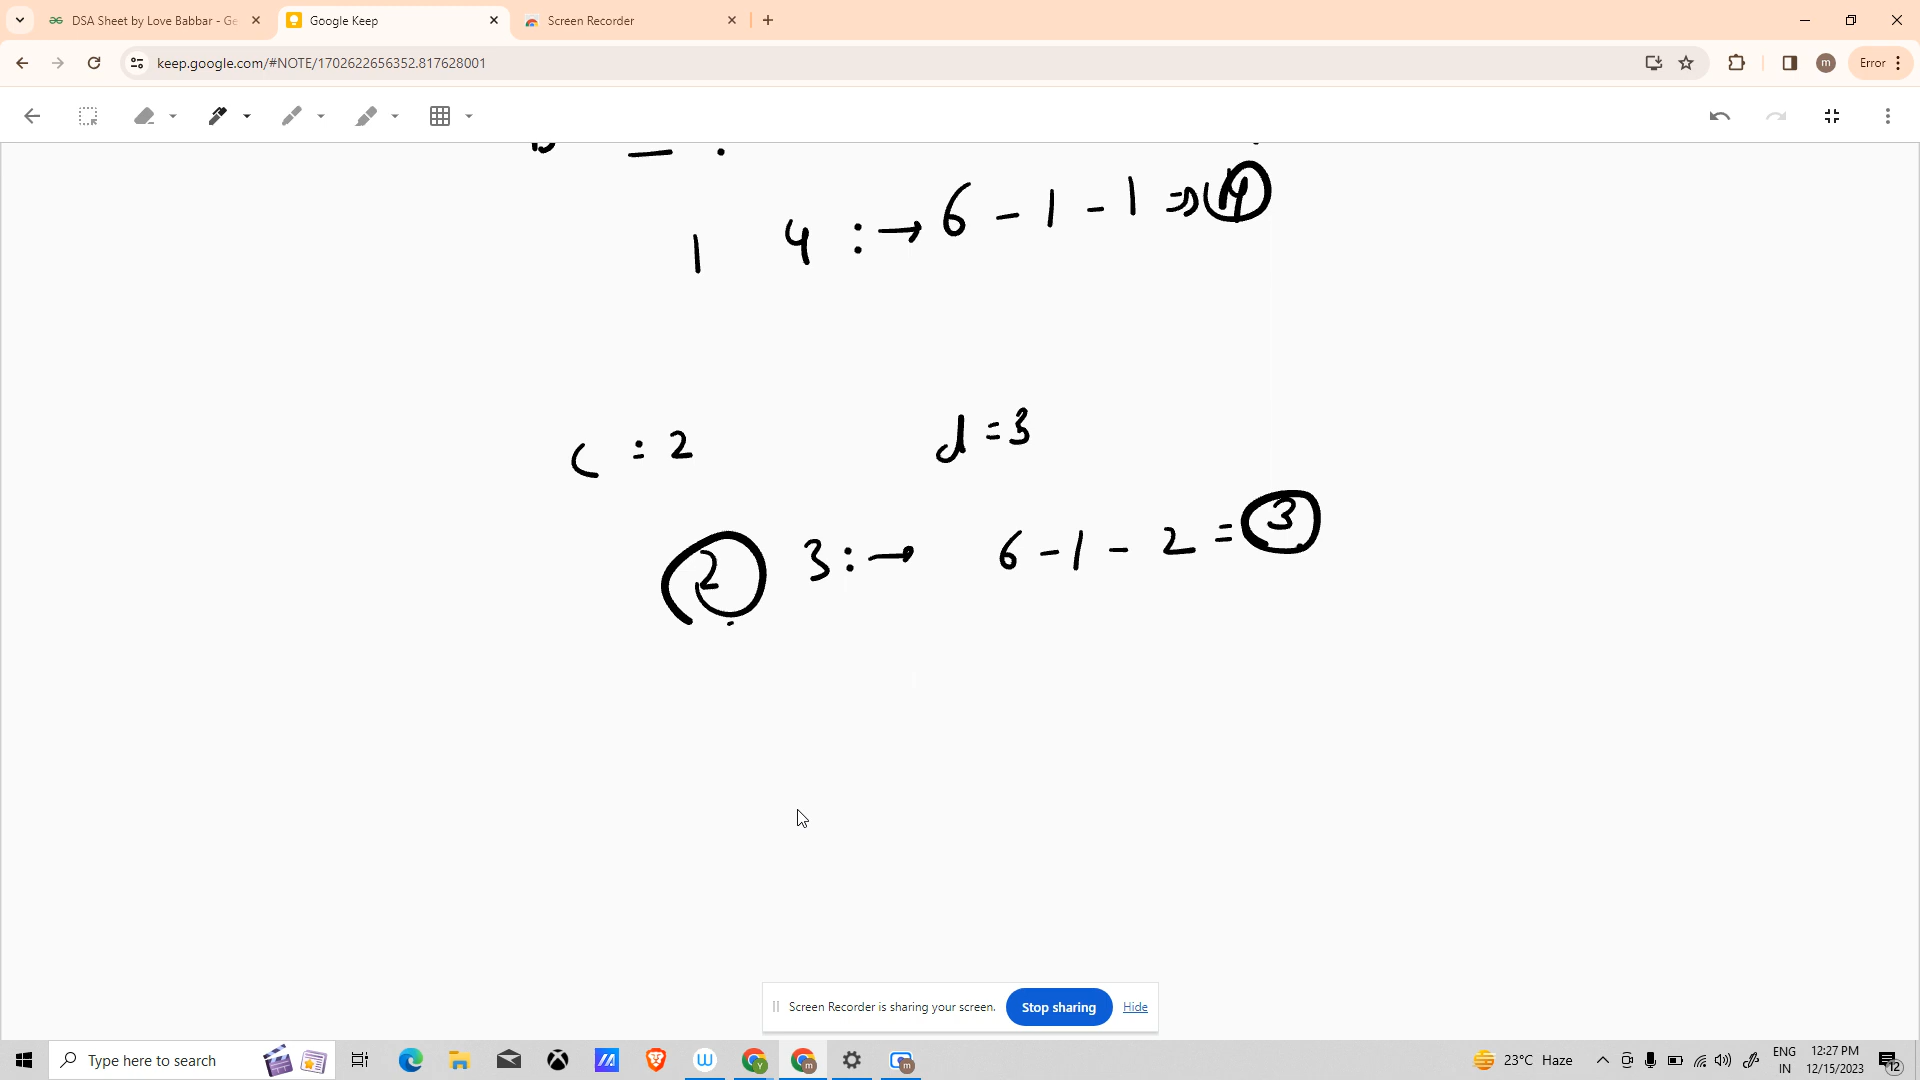 DSA Sheet by Love Babbar - Ge
Google Keep
Screen Recorder
keep.google.com/#NOTE/1702622656352.817628001
m
Error
1 4 : → 6 - 1 - 1 => 4
c = 2 d = 3
2 3 : → 6 - 1 - 2 = 3
Screen Recorder is sharing your screen. Stop sharing Hide
Type here to search
23°C Haze
ENG
IN
12:27 PM
12/15/2023
12